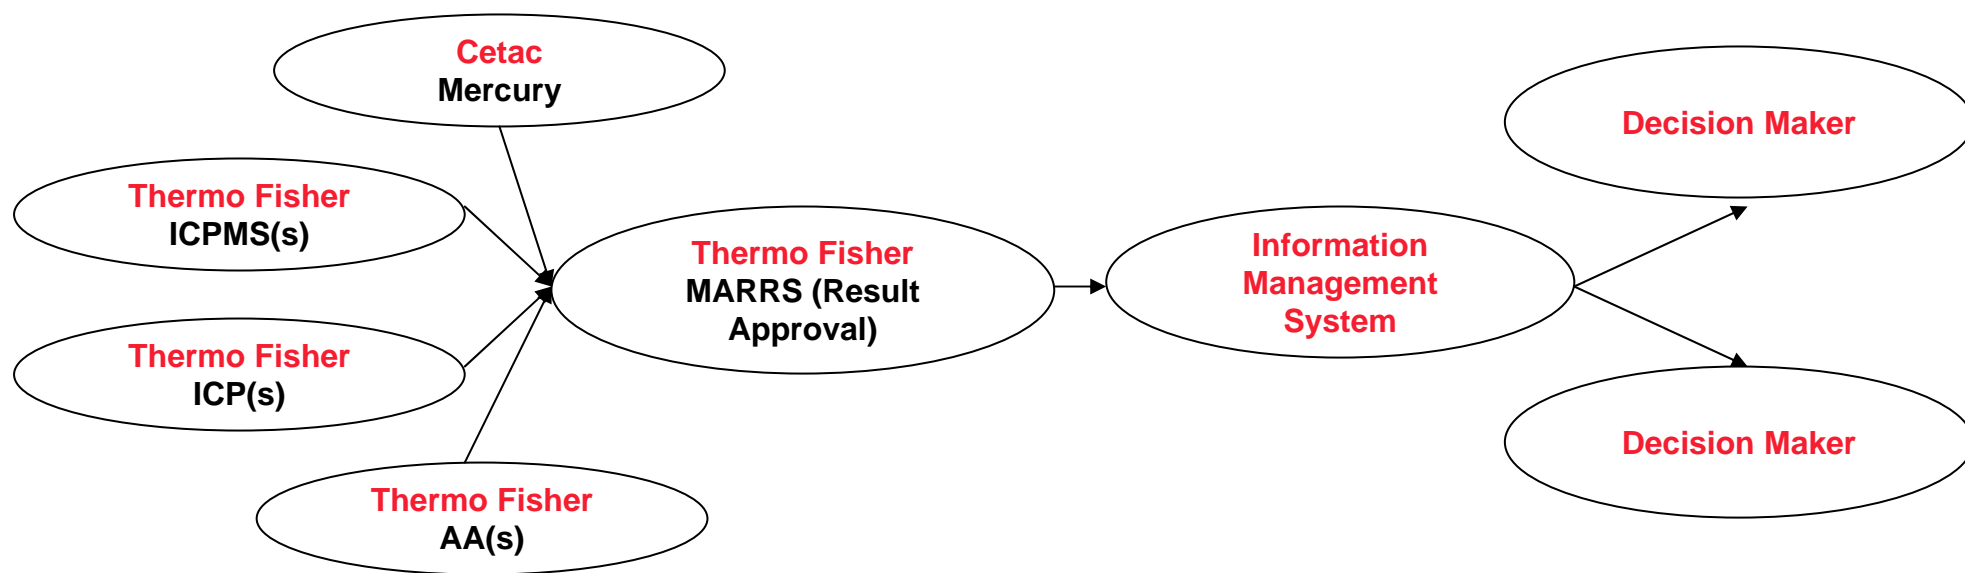 Cetac
Mercury
Thermo Fisher
ICPMS(s)
Thermo Fisher
ICP(s)
Thermo Fisher
AA(s)
Thermo Fisher
MARRS (Result
Approval)
Information
Management
System
Decision Maker
Decision Maker